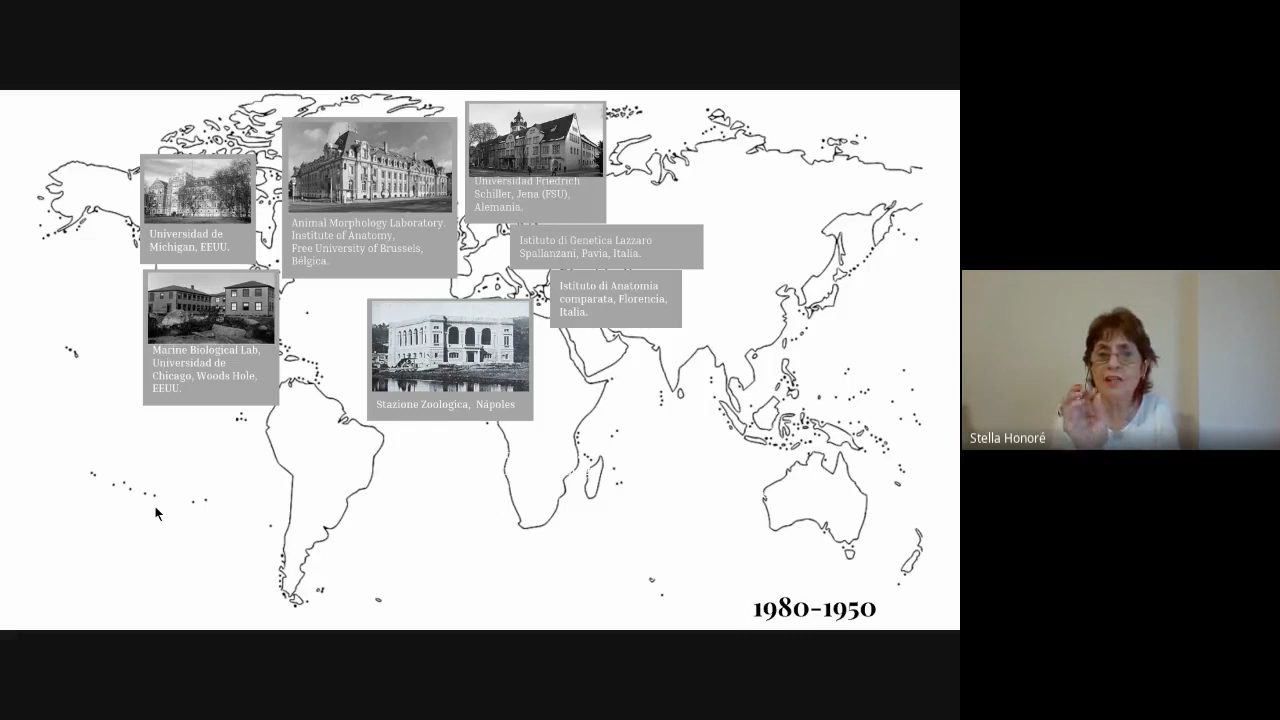 Universidad de
Michigan, EEUU.
Animal Morphology Laboratory.
Institute of Anatomy,
Free University of Brussels,
Bélgica.
Universidad Friedrich
Schiller, Jena (FSU),
Alemania.
Istituto di Genetica Lazzaro
Spallanzani, Pavia, Italia.
Istituto di Anatomia
comparata, Florencia,
Italia.
Marine Biological Lab,
Universidad de
Chicago, Woods Hole,
EEUU.
Stazione Zoologica, Nápoles
Stella Honoré
1980-1950